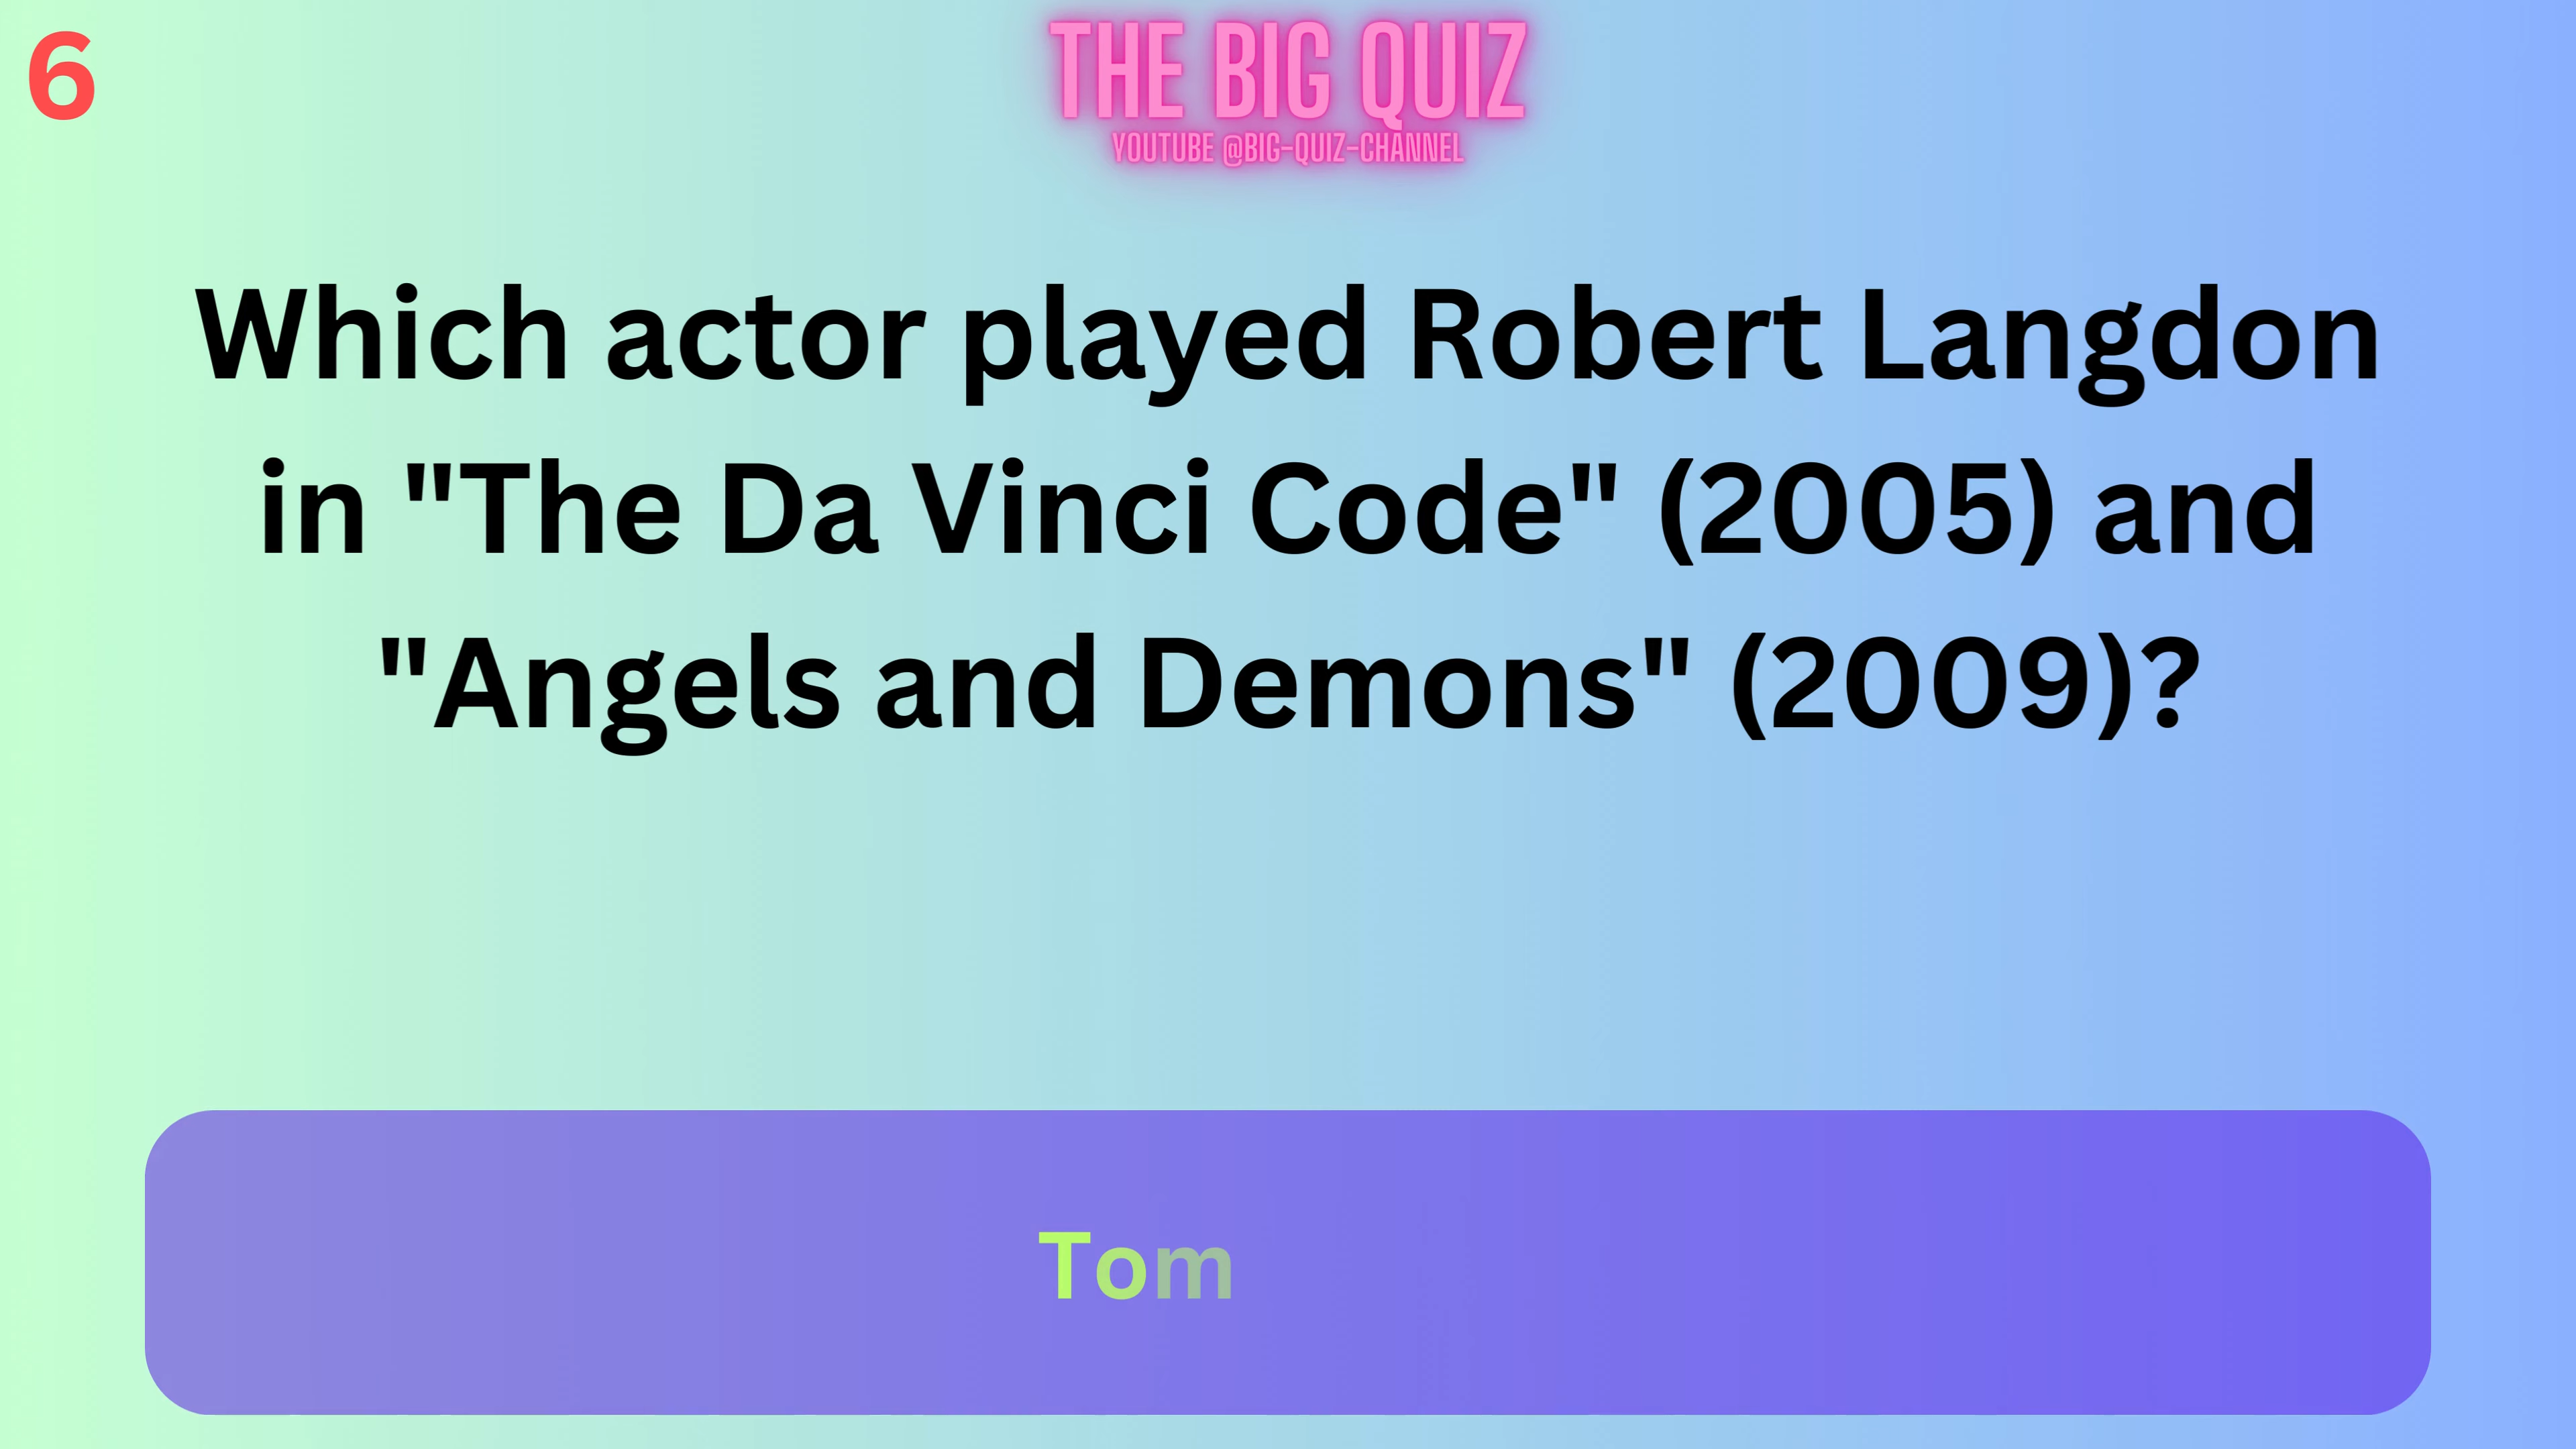 6
THE BIG QUIZ
YOUTUBE @BIG-QUIZ-CHANNEL
Which actor played Robert Langdon
in "The Da Vinci Code" (2005) and
"Angels and Demons" (2009)?
Tom